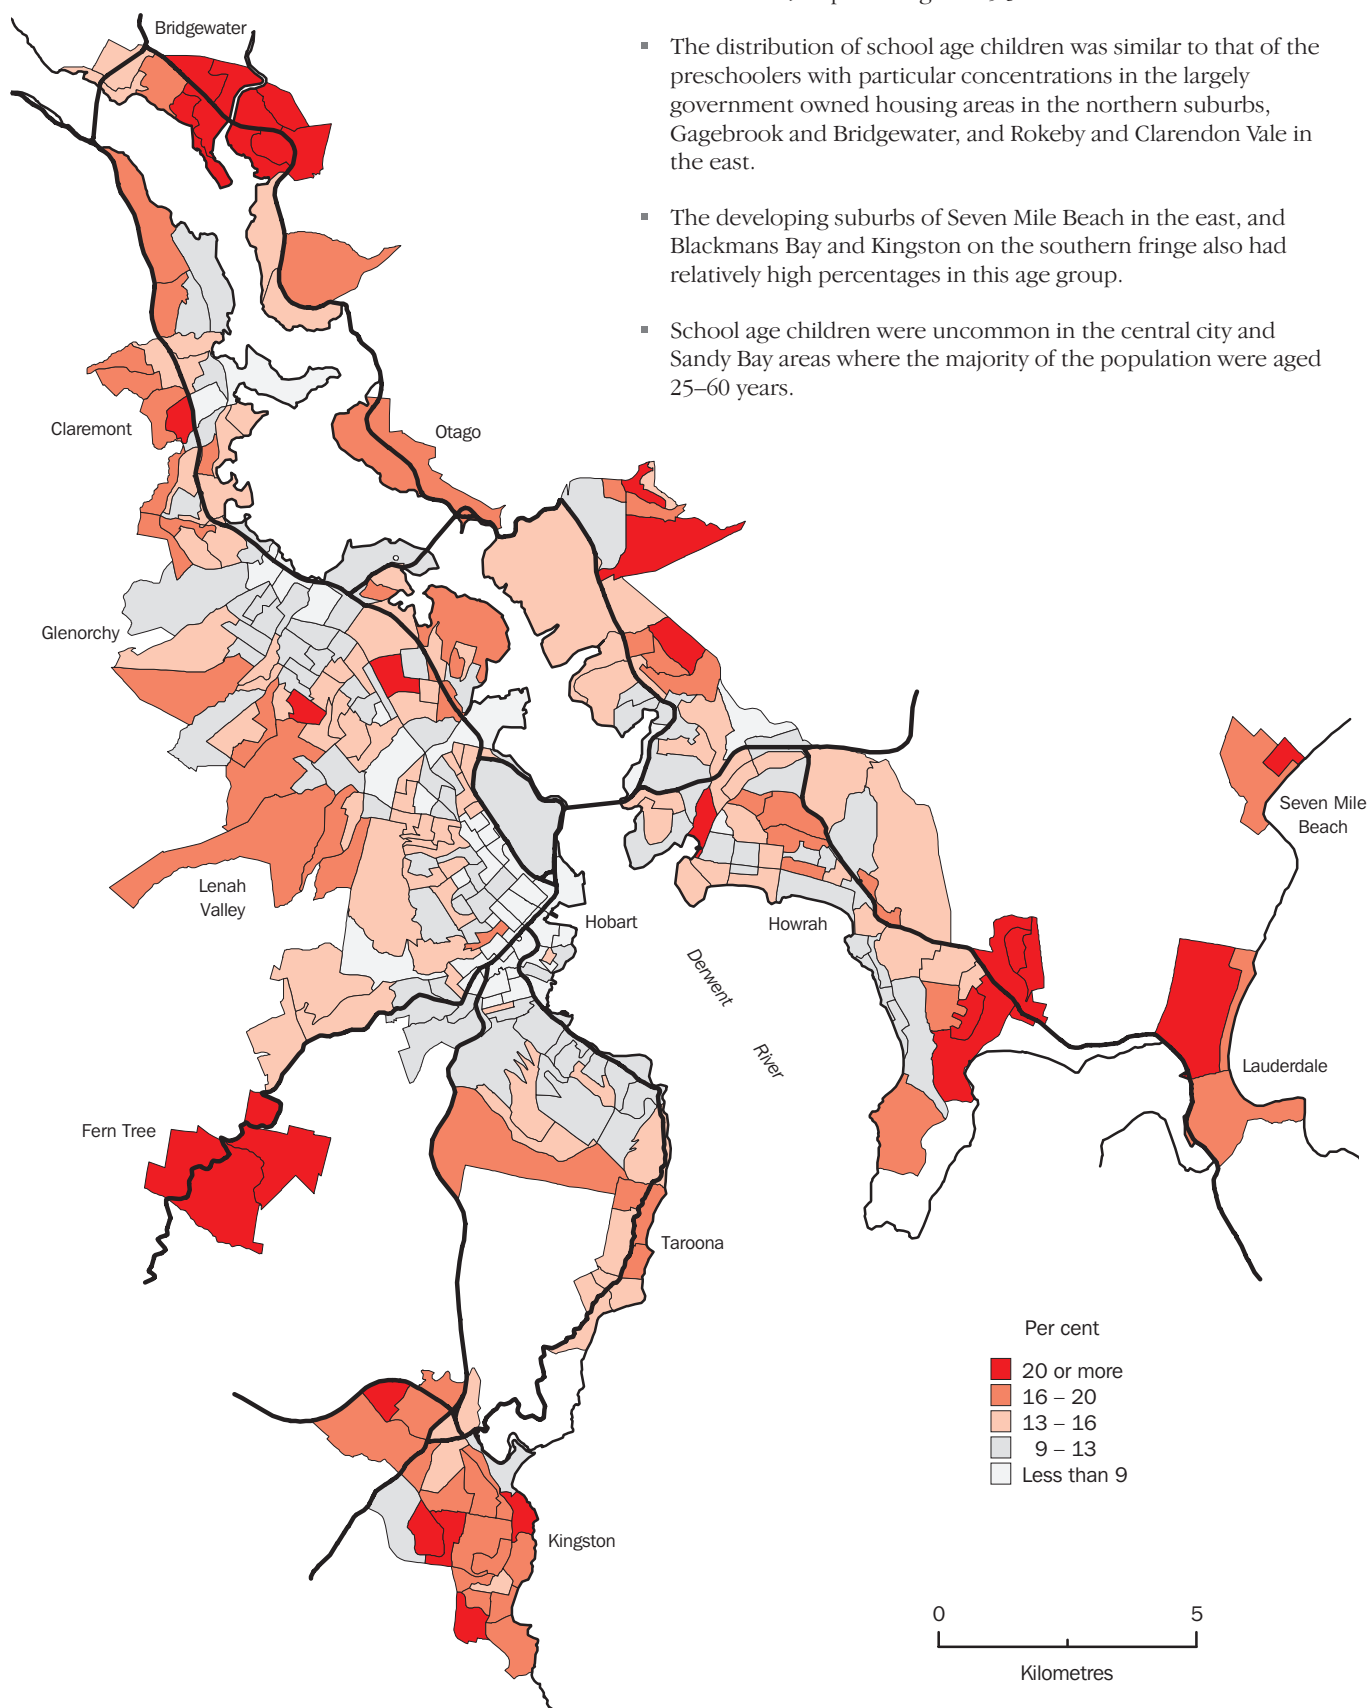 Bridgewater
▪ The distribution of school age children was similar to that of the
preschoolers with particular concentrations in the largely
government owned housing areas in the northern suburbs,
Gagebrook and Bridgewater, and Rokeby and Clarendon Vale in
the east.
▪ The developing suburbs of Seven Mile Beach in the east, and
Blackmans Bay and Kingston on the southern fringe also had
relatively high percentages in this age group.
▪ School age children were uncommon in the central city and
Sandy Bay areas where the majority of the population were aged
25–60 years.
Claremont
Otago
Glenorchy
Seven Mile
Beach
Lenah
Valley
Hobart
Howrah
Derwent
River
Lauderdale
Fern Tree
Taroona
Per cent
20 or more
16 – 20
13 – 16
9 – 13
Less than 9
Kingston
0 5
Kilometres